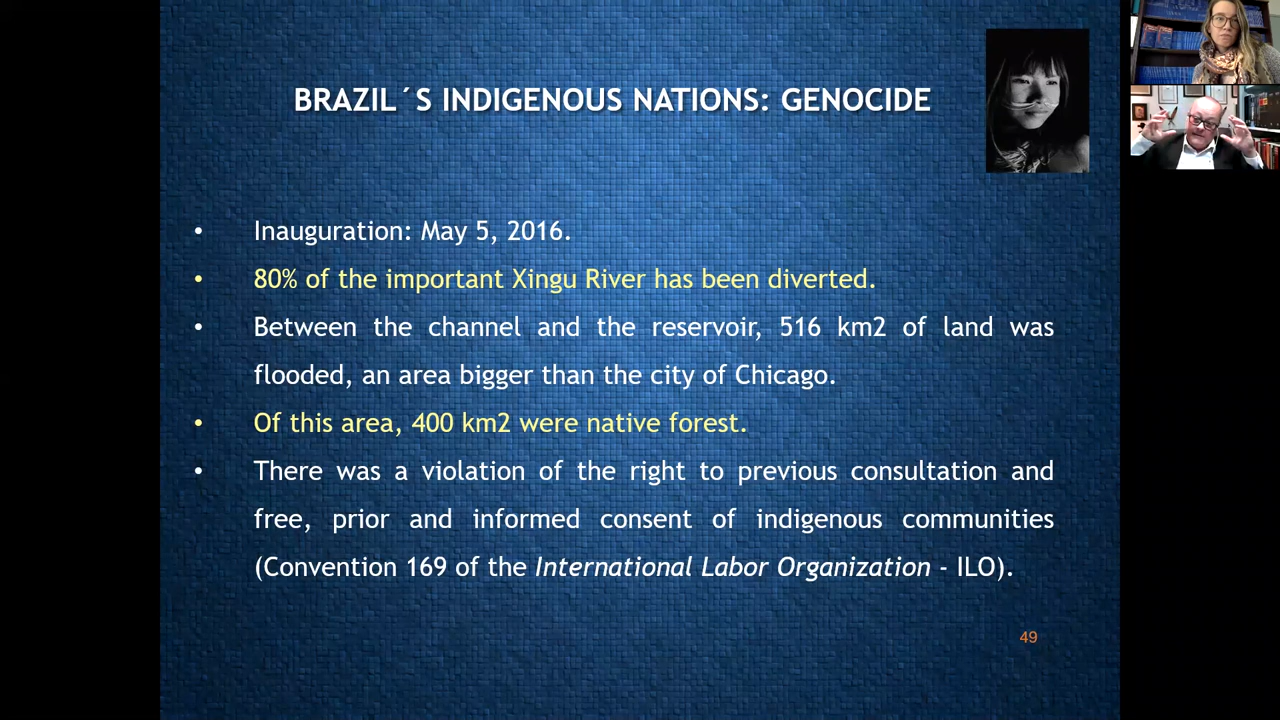 BRAZIL´S INDIGENOUS NATIONS: GENOCIDE
• Inauguration: May 5, 2016.
• 80% of the important Xingu River has been diverted.
• Between the channel and the reservoir, 516 km2 of land was
flooded, an area bigger than the city of Chicago.
• Of this area, 400 km2 were native forest.
• There was a violation of the right to previous consultation and
free, prior and informed consent of indigenous communities
(Convention 169 of the International Labor Organization - ILO).
49